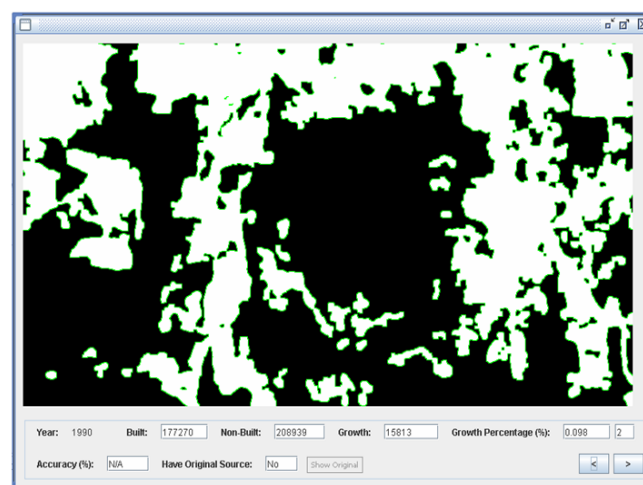 Year: 1990 Built: 177270 Non-Built: 208939 Growth: 15813 Growth Percentage (%): 0.098 2
Accuracy (%): N/A Have Original Source: No Show Original < >